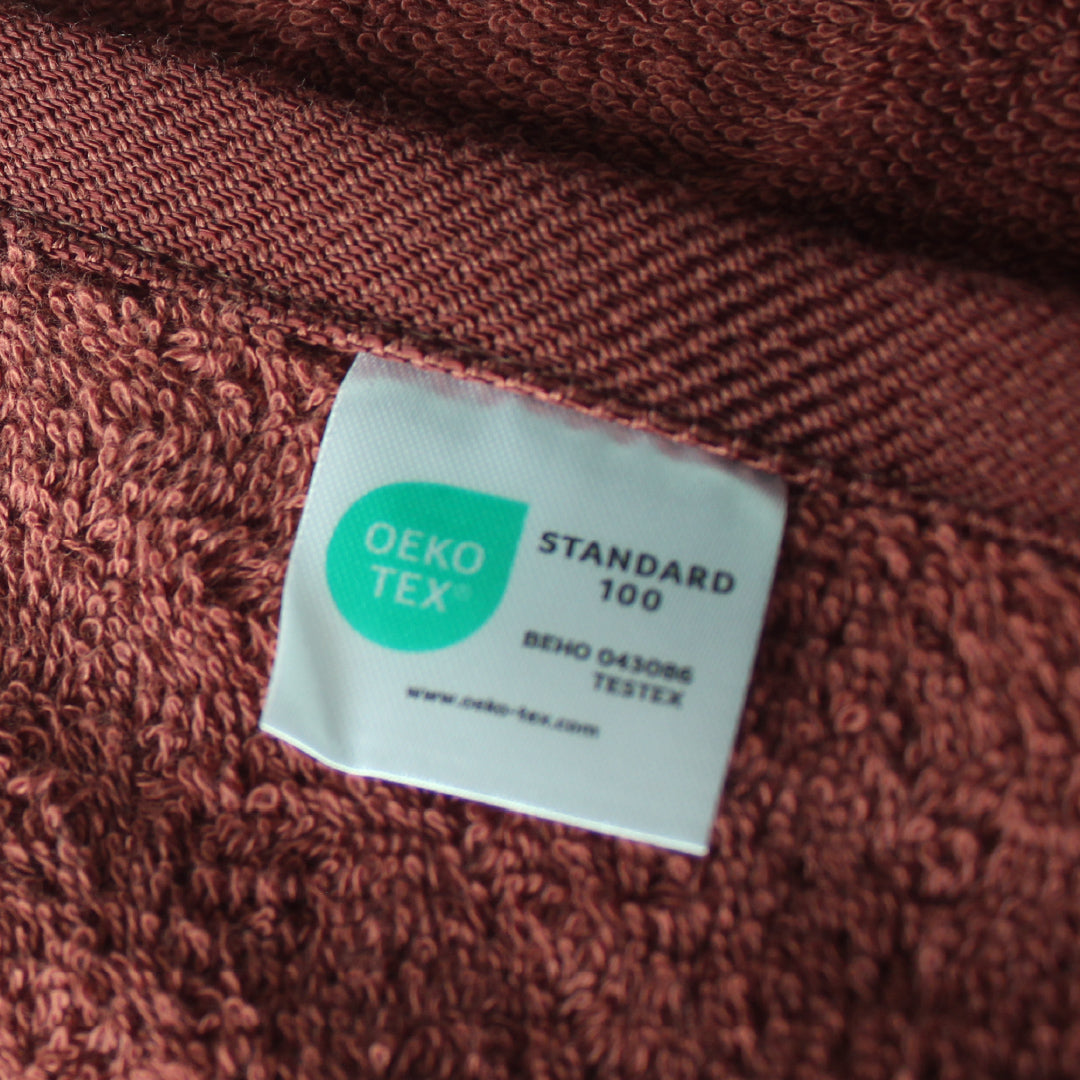 OEKO
TEX®
STANDARD
100
BEHO 043086
TESTEX
www.oeko-tex.com